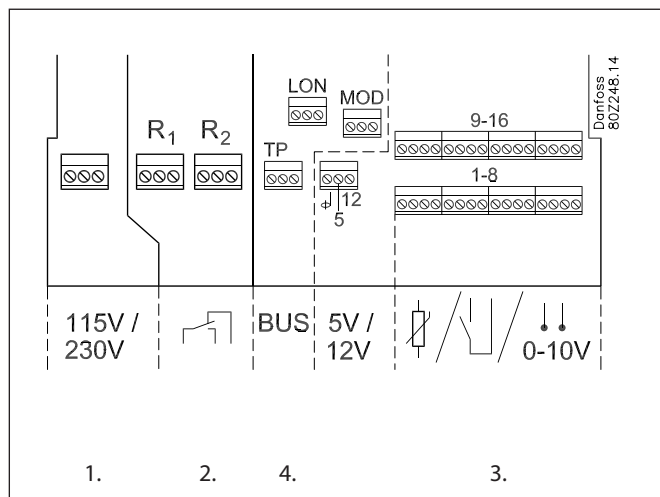 LON
MOD
R1 R2
TP
9-16
1-8
12
5
Danfoss
80Z248.14
115V /
230V
BUS
5V /
12V
0-10V
1. 2. 4. 3.